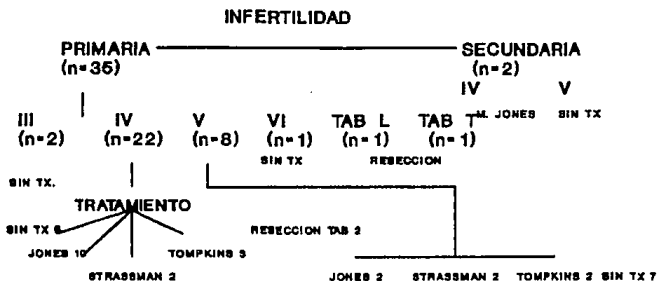 INFERTILIDAD
PRIMARIA SECUNDARIA
(n=35) (n=2)
IV V
M. JONES SIN TX
III IV V VI TAB L TAB T
(n=2) (n=22) (n=8) (n=1) (n=1) (n=1)
SIN TX RESECCION
SIN TX.
TRATAMIENTO
SIN TX 6 RESECCION TAB 2
JONES 10 TOMPKINS 3
STRASSMAN 2 JONES 2 STRASSMAN 2 TOMPKINS 2 SIN TX 7